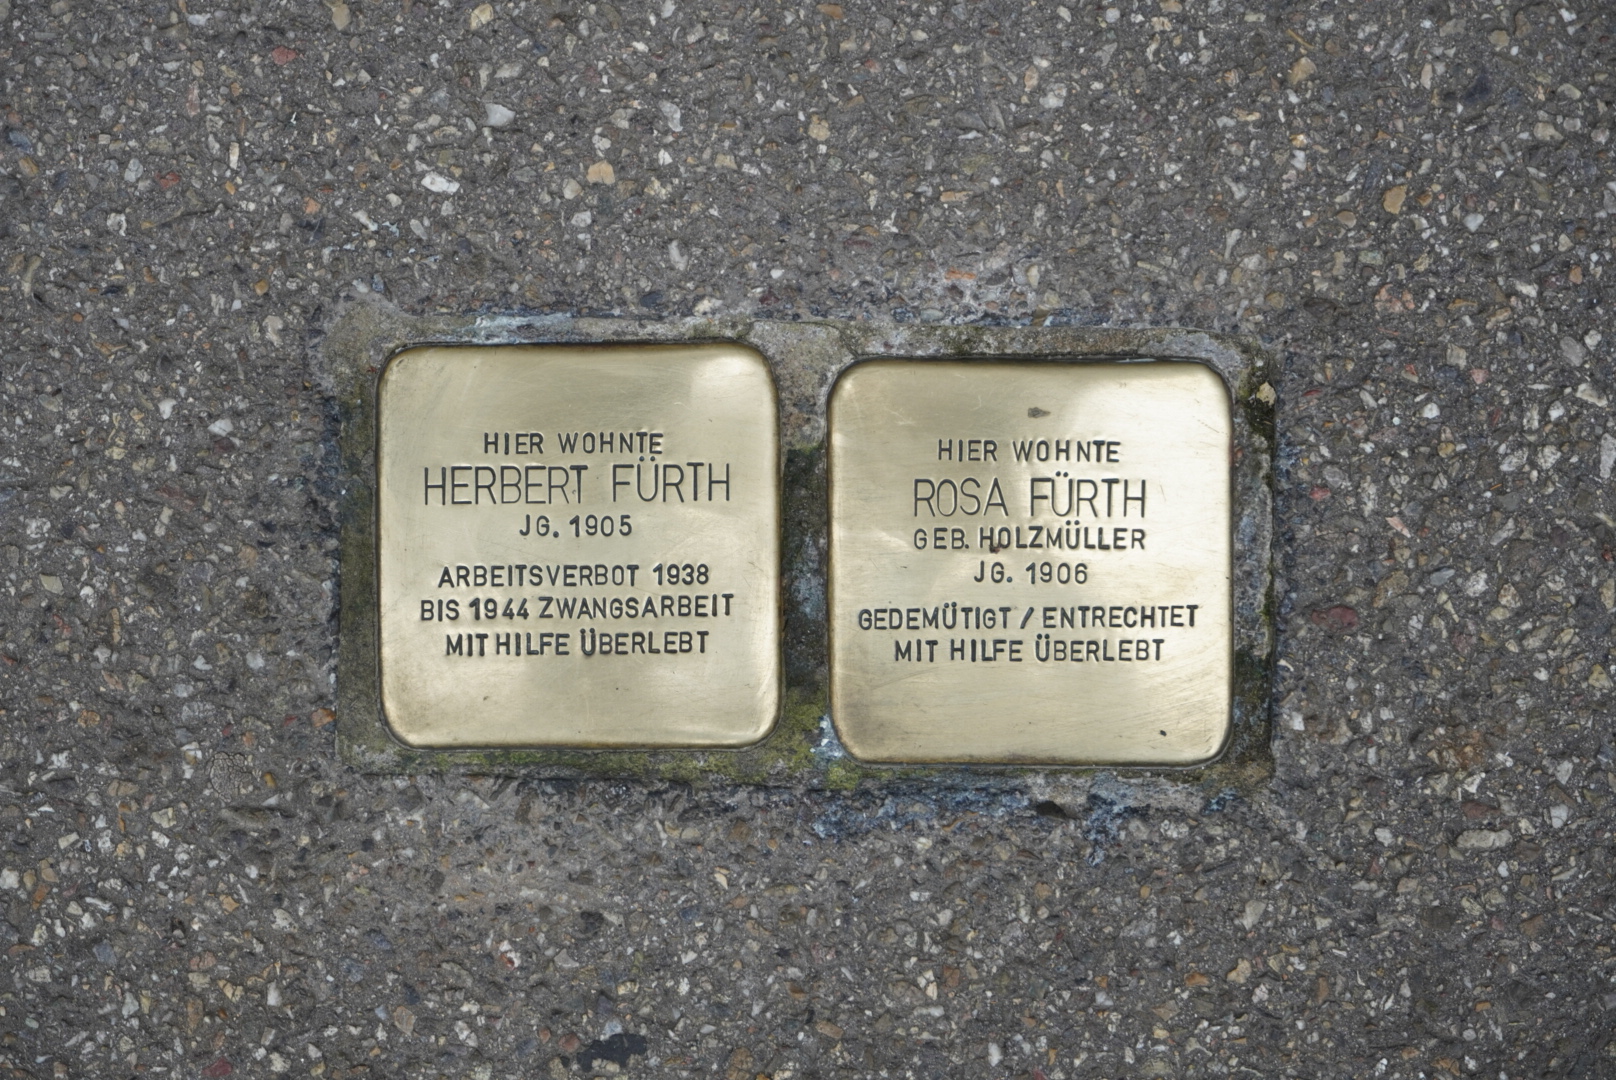 HIER WOHNTE
HERBERT FÜRTH
JG. 1905
ARBEITSVERBOT 1938
BIS 1944 ZWANGSARBEIT
MIT HILFE ÜBERLEBT
HIER WOHNTE
ROSA FÜRTH
GEB. HOLZMÜLLER
JG. 1906
GEDEMÜTIGT / ENTRECHTET
MIT HILFE ÜBERLEBT